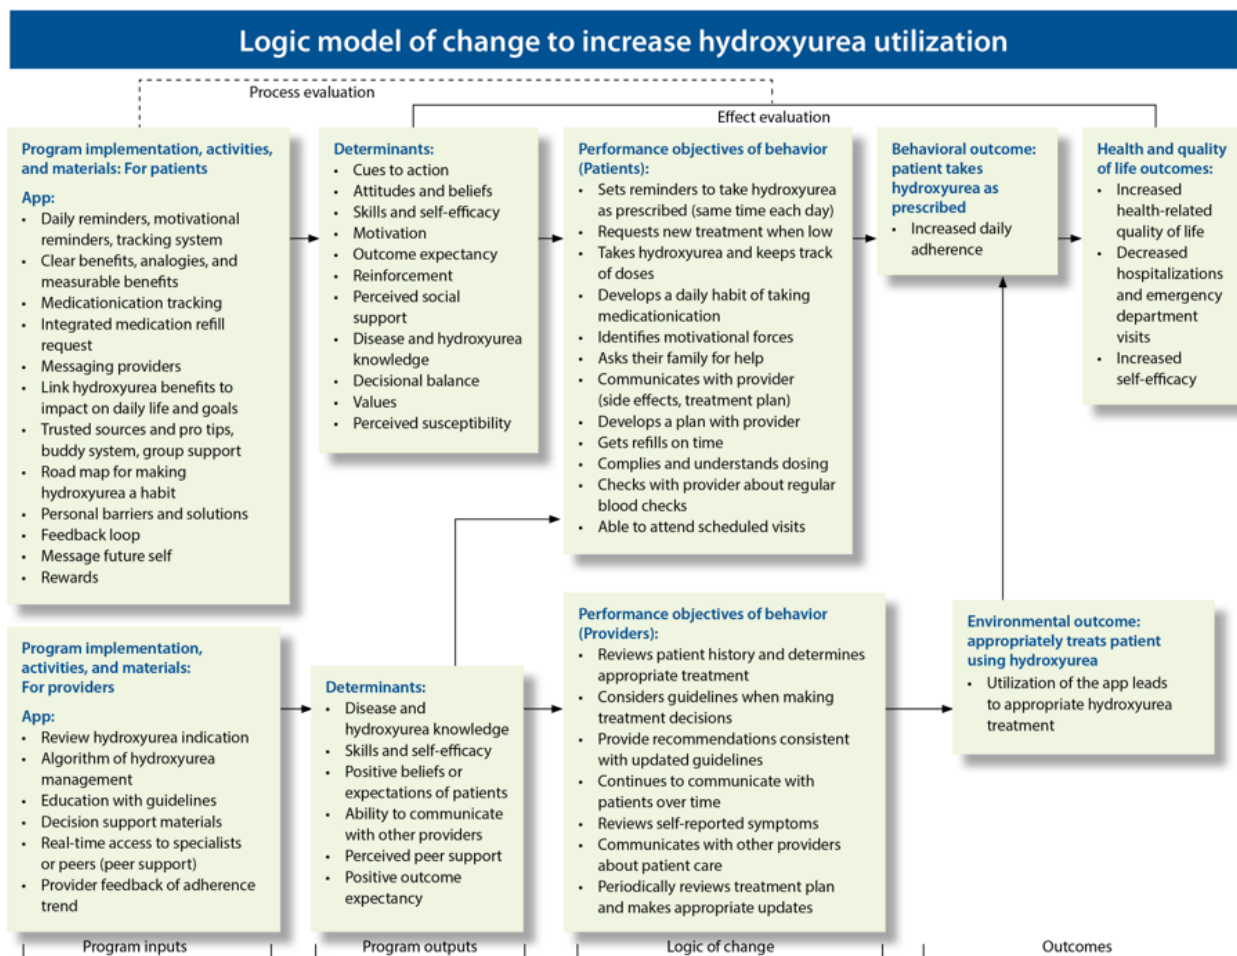 Logic model of change to increase hydroxyurea utilization
Process evaluation
Effect evaluation
Program implementation, activities,
and materials: For patients
App:
• Daily reminders, motivational
reminders, tracking system
• Clear benefits, analogies, and
measurable benefits
• Medicationication tracking
• Integrated medication refill
request
• Messaging providers
• Link hydroxyurea benefits to
impact on daily life and goals
• Trusted sources and pro tips,
buddy system, group support
• Road map for making
hydroxyurea a habit
• Personal barriers and solutions
• Feedback loop
• Message future self
• Rewards
Determinants:
• Cues to action
• Attitudes and beliefs
• Skills and self-efficacy
• Motivation
• Outcome expectancy
• Reinforcement
• Perceived social
support
• Disease and hydroxyurea
knowledge
• Decisional balance
• Values
• Perceived susceptibility
Performance objectives of behavior
(Patients):
• Sets reminders to take hydroxyurea
as prescribed (same time each day)
• Requests new treatment when low
• Takes hydroxyurea and keeps track
of doses
• Develops a daily habit of taking
medicationication
• Identifies motivational forces
• Asks their family for help
• Communicates with provider
(side effects, treatment plan)
• Develops a plan with provider
• Gets refills on time
• Complies and understands dosing
• Checks with provider about regular
blood checks
• Able to attend scheduled visits
Behavioral outcome:
patient takes
hydroxyurea as
prescribed
• Increased daily
adherence
Health and quality
of life outcomes:
• Increased
health-related
quality of life
• Decreased
hospitalizations
and emergency
department
visits
• Increased
self-efficacy
Program implementation,
activities, and materials:
For providers
App:
• Review hydroxyurea indication
• Algorithm of hydroxyurea
management
• Education with guidelines
• Decision support materials
• Real-time access to specialists
or peers (peer support)
• Provider feedback of adherence
trend
Determinants:
• Disease and
hydroxyurea knowledge
• Skills and self-efficacy
• Positive beliefs or
expectations of patients
• Ability to communicate
with other providers
• Perceived peer support
• Positive outcome
expectancy
Performance objectives of behavior
(Providers):
• Reviews patient history and determines
appropriate treatment
• Considers guidelines when making
treatment decisions
• Provide recommendations consistent
with updated guidelines
• Continues to communicate with
patients over time
• Reviews self-reported symptoms
• Communicates with other providers
about patient care
• Periodically reviews treatment plan
and makes appropriate updates
Environmental outcome:
appropriately treats patient
using hydroxyurea
• Utilization of the app leads
to appropriate hydroxyurea
treatment
Program inputs
Program outputs
Logic of change
Outcomes